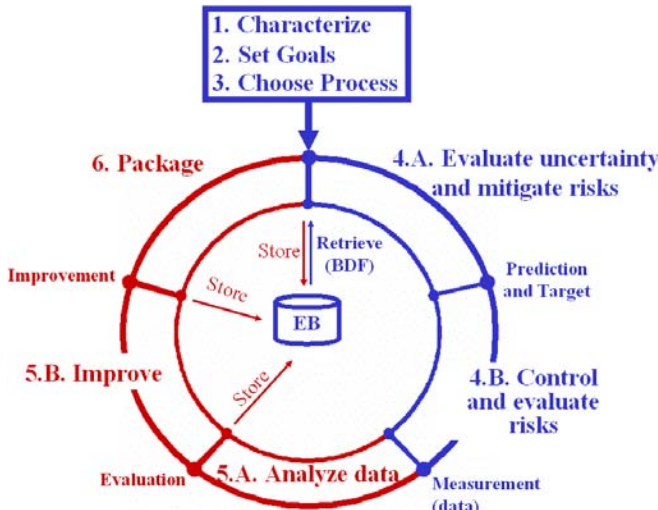 1. Characterize
2. Set Goals
3. Choose Process
6. Package
4.A. Evaluate uncertainty
and mitigate risks
Store
Retrieve
(BDF)
Improvement
Store
Prediction
and Target
EB
5.B. Improve
Store
4.B. Control
and evaluate
risks
Evaluation
5.A. Analyze data
Measurement
(data)